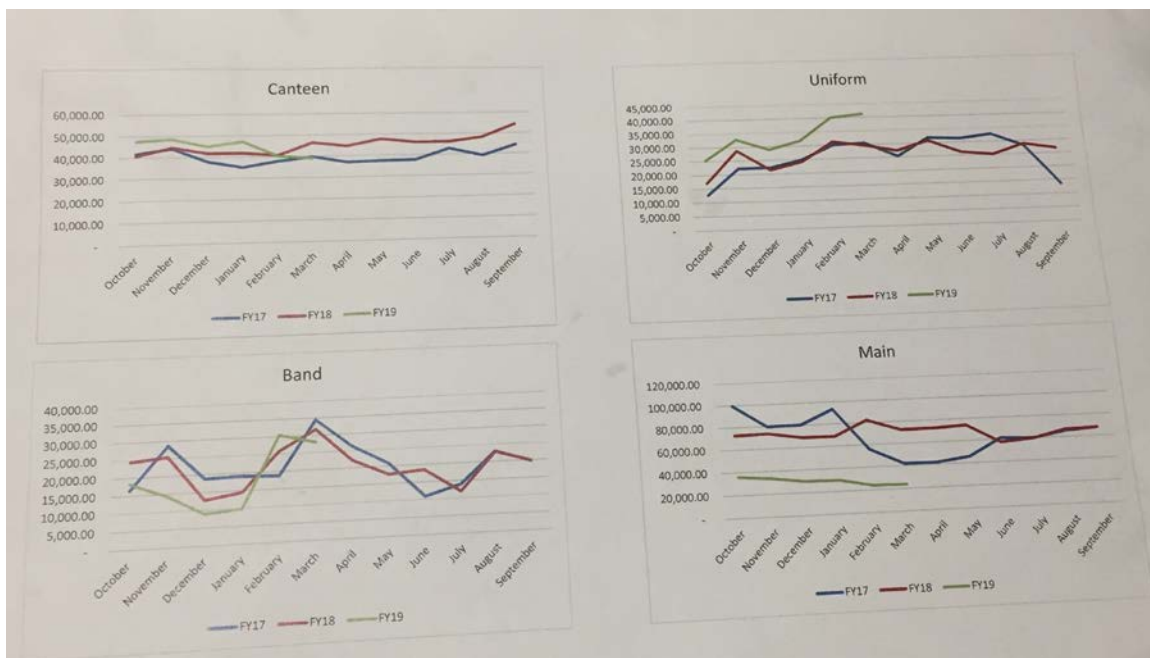 Canteen
60,000.00
50,000.00
40,000.00
30,000.00
20,000.00
10,000.00
-
October
November
December
January
February
March
April
May
June
July
August
September
FY17 FY18 FY19
Uniform
45,000.00
40,000.00
35,000.00
30,000.00
25,000.00
20,000.00
15,000.00
10,000.00
5,000.00
-
October
November
December
January
February
March
April
May
June
July
August
September
FY17 FY18 FY19
Band
40,000.00
35,000.00
30,000.00
25,000.00
20,000.00
15,000.00
10,000.00
5,000.00
-
October
November
December
January
February
March
April
May
June
July
August
September
FY17 FY18 FY19
Main
120,000.00
100,000.00
80,000.00
60,000.00
40,000.00
20,000.00
-
October
November
December
January
February
March
April
May
June
July
August
September
FY17 FY18 FY19